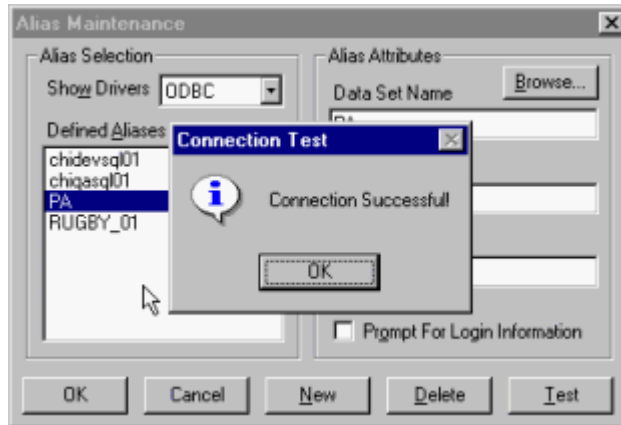 Alias Maintenance
Alias Selection
Show Drivers ODBC
Defined Aliases
chidevsql01
chiqasql01
PA
RUGBY_01
Alias Attributes
Data Set Name
Browse...
PA
Connection Test
Connection Successful!
OK
Prompt For Login Information
OK Cancel New Delete Test